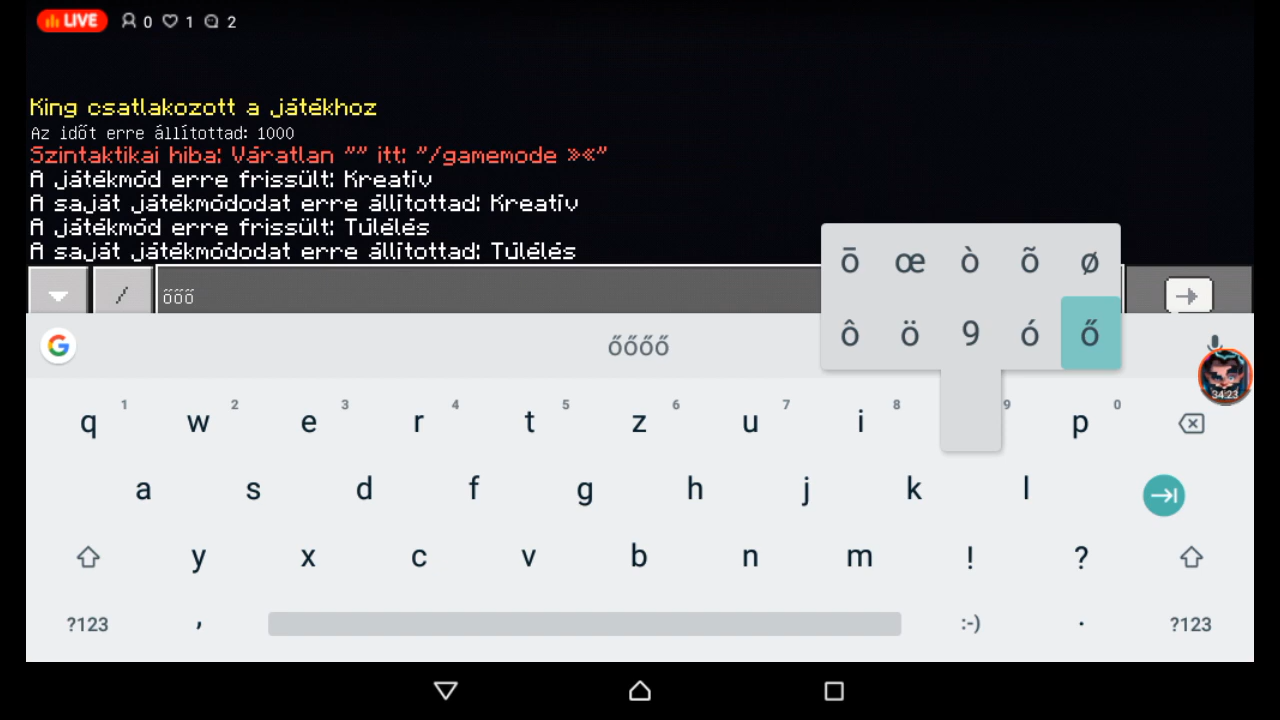 LIVE 0 1 2
King csatlakozott a játékhoz
Az időt erre állítottad: 1000
Szintaktikai hiba: Váratlan "" itt: "/gamemode »«"
A játékmód erre frissült: Kreatív
A saját játékmódodat erre állítottad: Kreatív
A játékmód erre frissült: Túlélés
A saját játékmódodat erre állítottad: Túlélés
/ őőő
ō œ ò õ ø
ô ö 9 ó ő
G őőőő
34:23
q 1 w 2 e 3 r 4 t 5 z 6 u 7 i 8 9 p 0
a s d f g h j k l
y x c v b n m ! ?
?123 , :-) . ?123